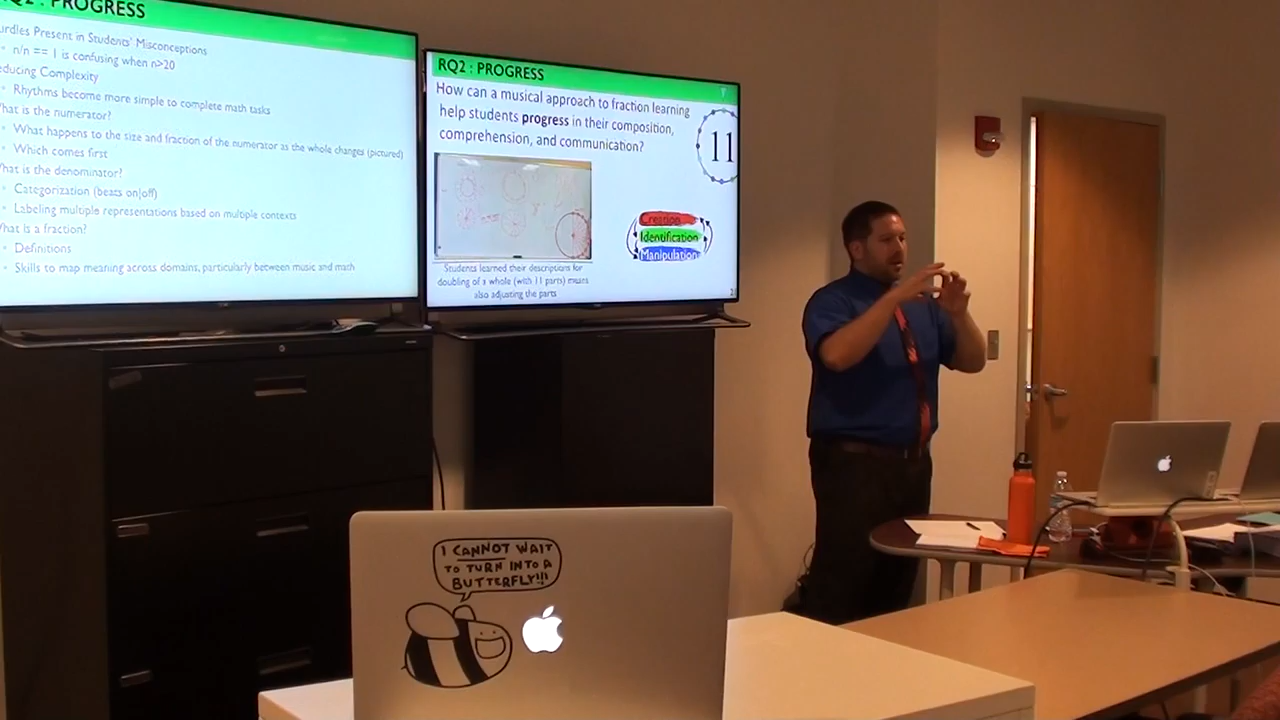 RQ2 : PROGRESS
Hurdles Present in Students' Misconceptions
• n/n == 1 is confusing when n>20
Reducing Complexity
• Rhythms become more simple to complete math tasks
What is the numerator?
• What happens to the size and fraction of the numerator as the whole changes (pictured)
• Which comes first
What is the denominator?
• Categorization (beats on|off)
• Labeling multiple representations based on multiple contexts
What is a fraction?
• Definitions
• Skills to map meaning across domains, particularly between music and math
RQ2 : PROGRESS
How can a musical approach to fraction learning
help students progress in their composition,
comprehension, and communication?
11
Creation
Identification
Manipulation
Students learned their descriptions for
doubling of a whole (with 11 parts) means
also adjusting the parts
I CANNOT WAIT
TO TURN INTO A
BUTTERFLY!!!